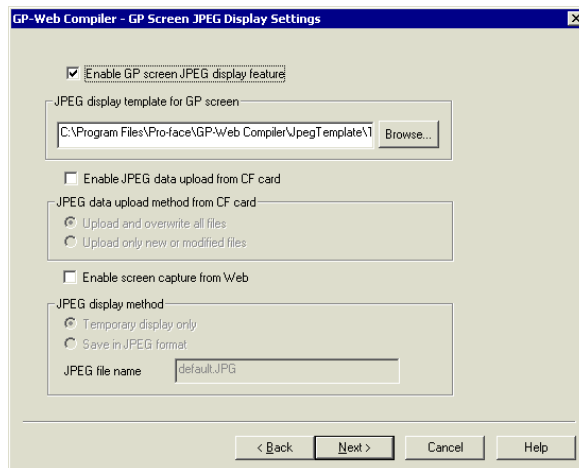 GP-Web Compiler - GP Screen JPEG Display Settings
Enable GP screen JPEG display feature
JPEG display template for GP screen
C:\Program Files\Pro-face\GP-Web Compiler\JpegTemplate\T
Browse...
Enable JPEG data upload from CF card
JPEG data upload method from CF card
Upload and overwrite all files
Upload only new or modified files
Enable screen capture from Web
JPEG display method
Temporary display only
Save in JPEG format
JPEG file name default.JPG
< Back Next > Cancel Help